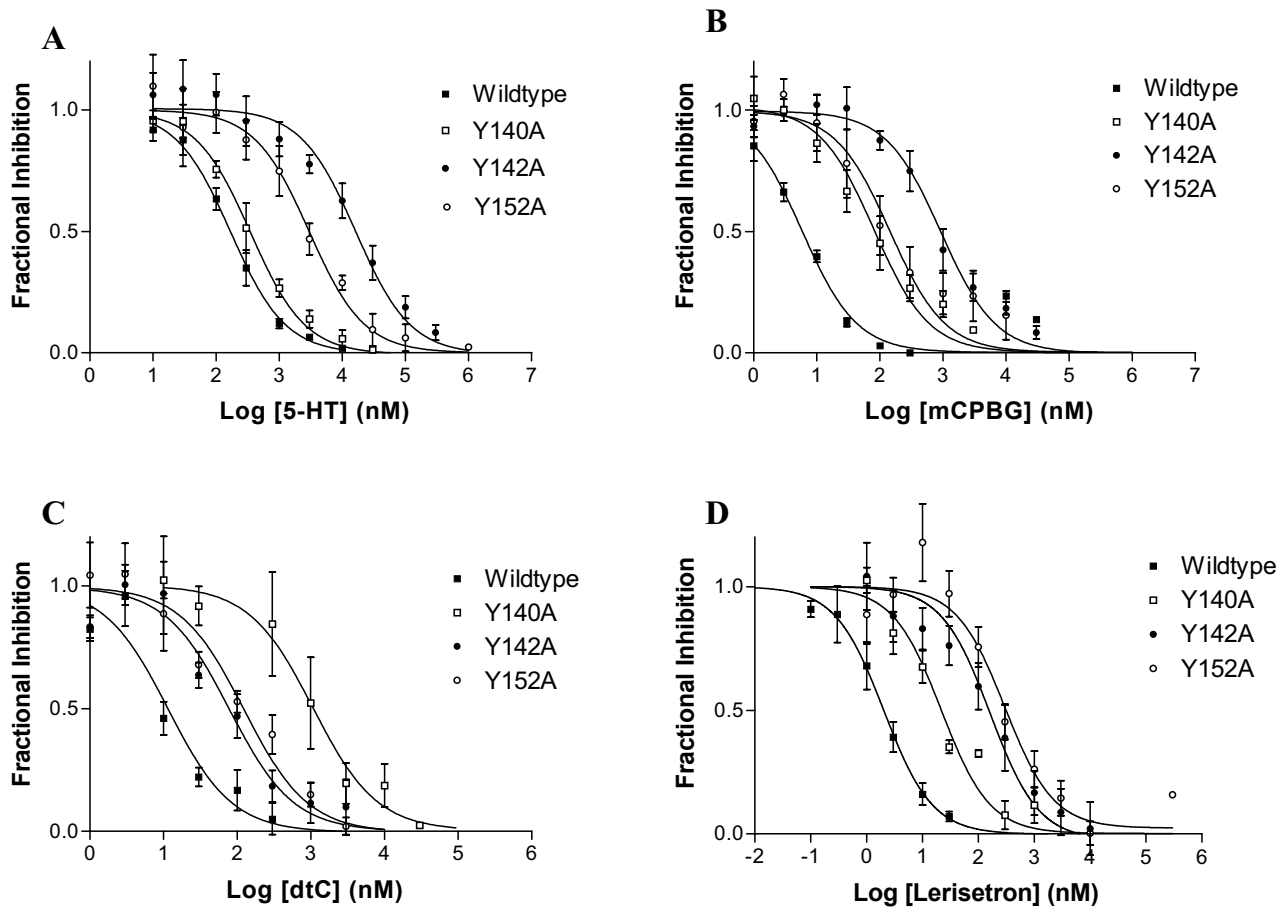 A
Fractional Inhibition
1.0
0.5
0.0
0 1 2 3 4 5 6 7
Log [5-HT] (nM)
Wildtype
Y140A
Y142A
Y152A
B
Fractional Inhibition
1.0
0.5
0.0
0 1 2 3 4 5 6 7
Log [mCPBG] (nM)
Wildtype
Y140A
Y142A
Y152A
C
Fractional Inhibition
1.0
0.5
0.0
0 1 2 3 4 5 6
Log [dtC] (nM)
Wildtype
Y140A
Y142A
Y152A
D
Fractional Inhibition
1.0
0.5
0.0
-2 -1 0 1 2 3 4 5 6
Log [Lerisetron] (nM)
Wildtype
Y140A
Y142A
Y152A